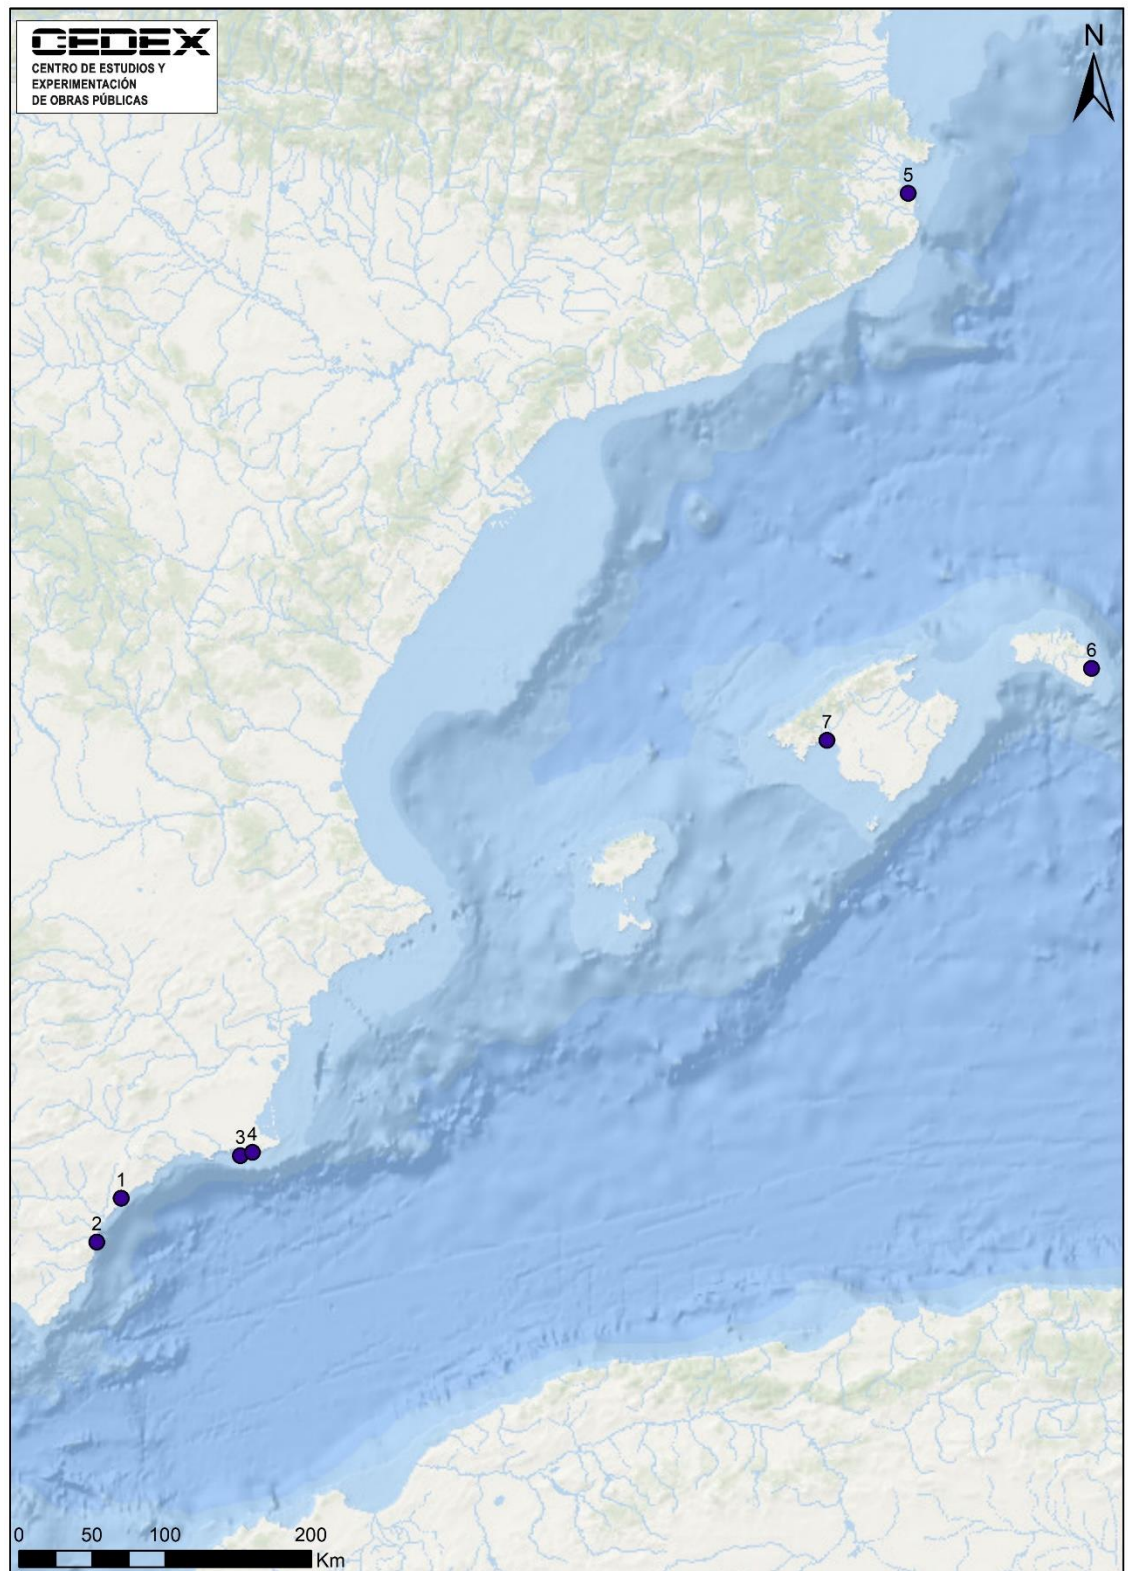 CEDEX
CENTRO DE ESTUDIOS Y
EXPERIMENTACIÓN
DE OBRAS PÚBLICAS
N
5
6
7
3 4
1
2
0 50 100 200
Km